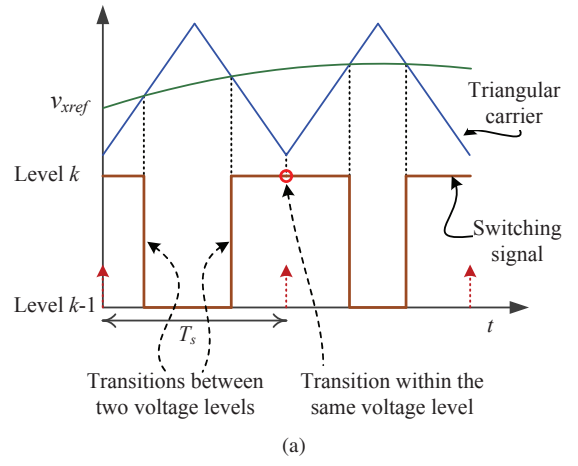 v_xref
Triangular
carrier
Level k
Switching
signal
Level k-1
T_s
t
Transitions between
two voltage levels
Transition within the
same voltage level
(a)